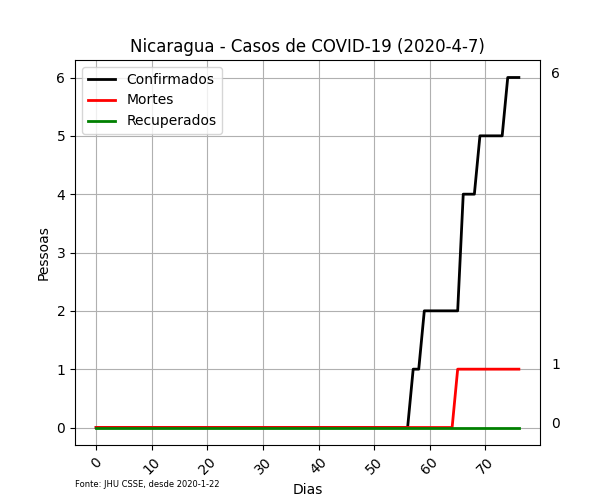 Nicaragua - Casos de COVID-19 (2020-4-7)
Confirmados
Mortes
Recuperados
Pessoas
6
5
4
3
2
1
0
6
1
0
0
10
20
30
40
50
60
70
Dias
Fonte: JHU CSSE, desde 2020-1-22